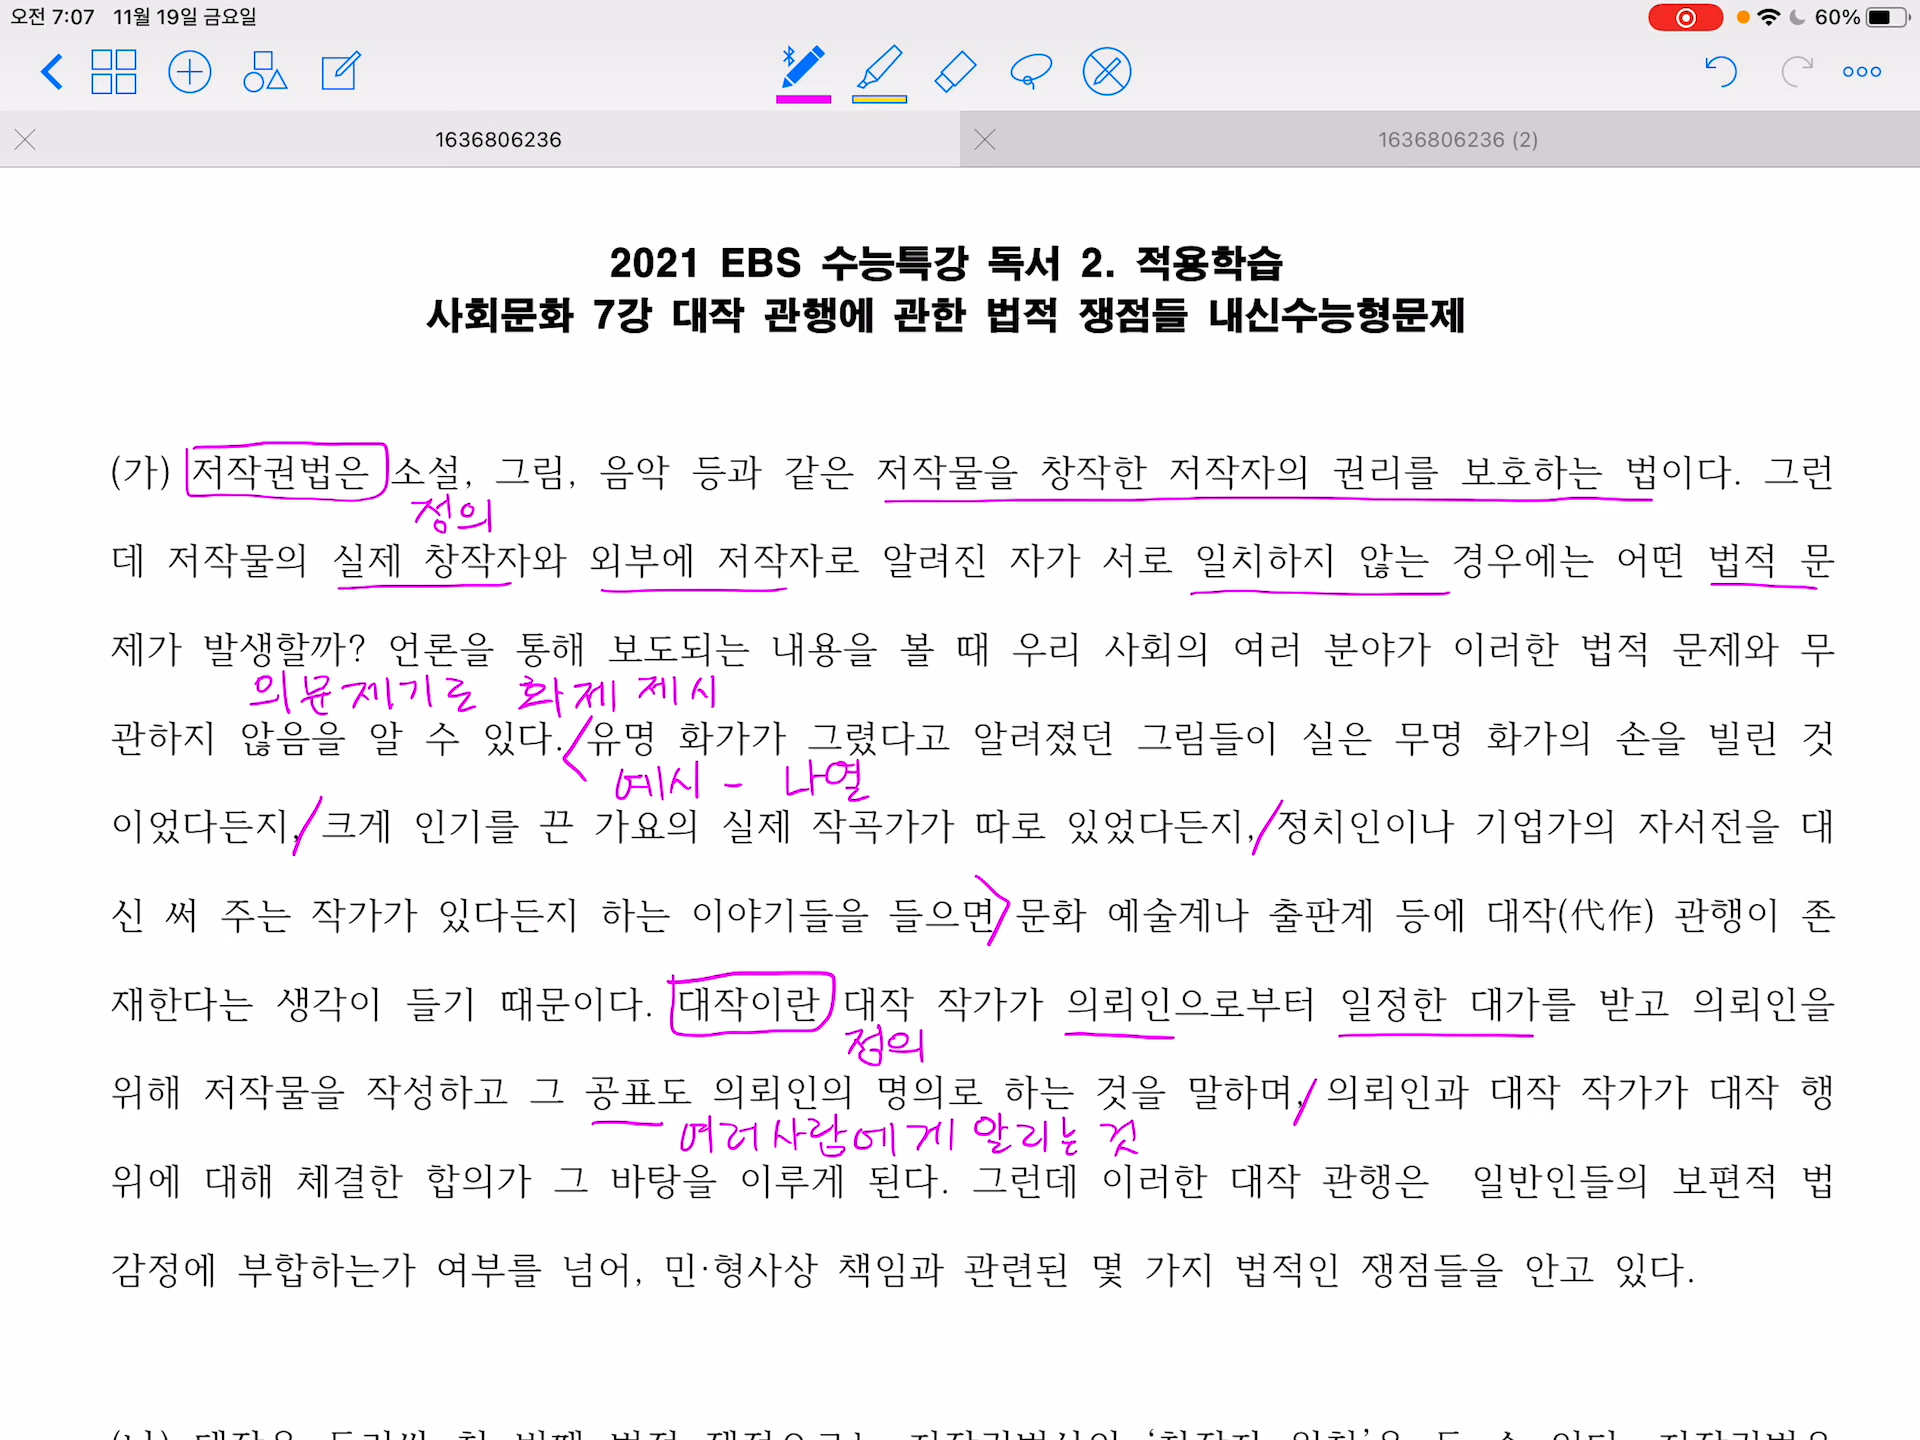 오전 7:07 11월 19일 금요일 60%
1636806236 1636806236 (2)
2021 EBS 수능특강 독서 2. 적용학습
사회문화 7강 대작 관행에 관한 법적 쟁점들 내신수능형문제
(가) 저작권법은 소설, 그림, 음악 등과 같은 저작물을 창작한 저작자의 권리를 보호하는 법이다. 그런
정의
데 저작물의 실제 창작자와 외부에 저작자로 알려진 자가 서로 일치하지 않는 경우에는 어떤 법적 문
제가 발생할까? 언론을 통해 보도되는 내용을 볼 때 우리 사회의 여러 분야가 이러한 법적 문제와 무
의문제기로 화제 제시
관하지 않음을 알 수 있다. 유명 화가가 그렸다고 알려졌던 그림들이 실은 무명 화가의 손을 빌린 것
예시 - 나열
이었다든지, 크게 인기를 끈 가요의 실제 작곡가가 따로 있었다든지, 정치인이나 기업가의 자서전을 대
신 써 주는 작가가 있다든지 하는 이야기들을 들으면 문화 예술계나 출판계 등에 대작(代作) 관행이 존
재한다는 생각이 들기 때문이다. 대작이란 대작 작가가 의뢰인으로부터 일정한 대가를 받고 의뢰인을
정의
위해 저작물을 작성하고 그 공표도 의뢰인의 명의로 하는 것을 말하며, 의뢰인과 대작 작가가 대작 행
여러사람에게 알리는 것
위에 대해 체결한 합의가 그 바탕을 이루게 된다. 그런데 이러한 대작 관행은 일반인들의 보편적 법
감정에 부합하는가 여부를 넘어, 민·형사상 책임과 관련된 몇 가지 법적인 쟁점들을 안고 있다.